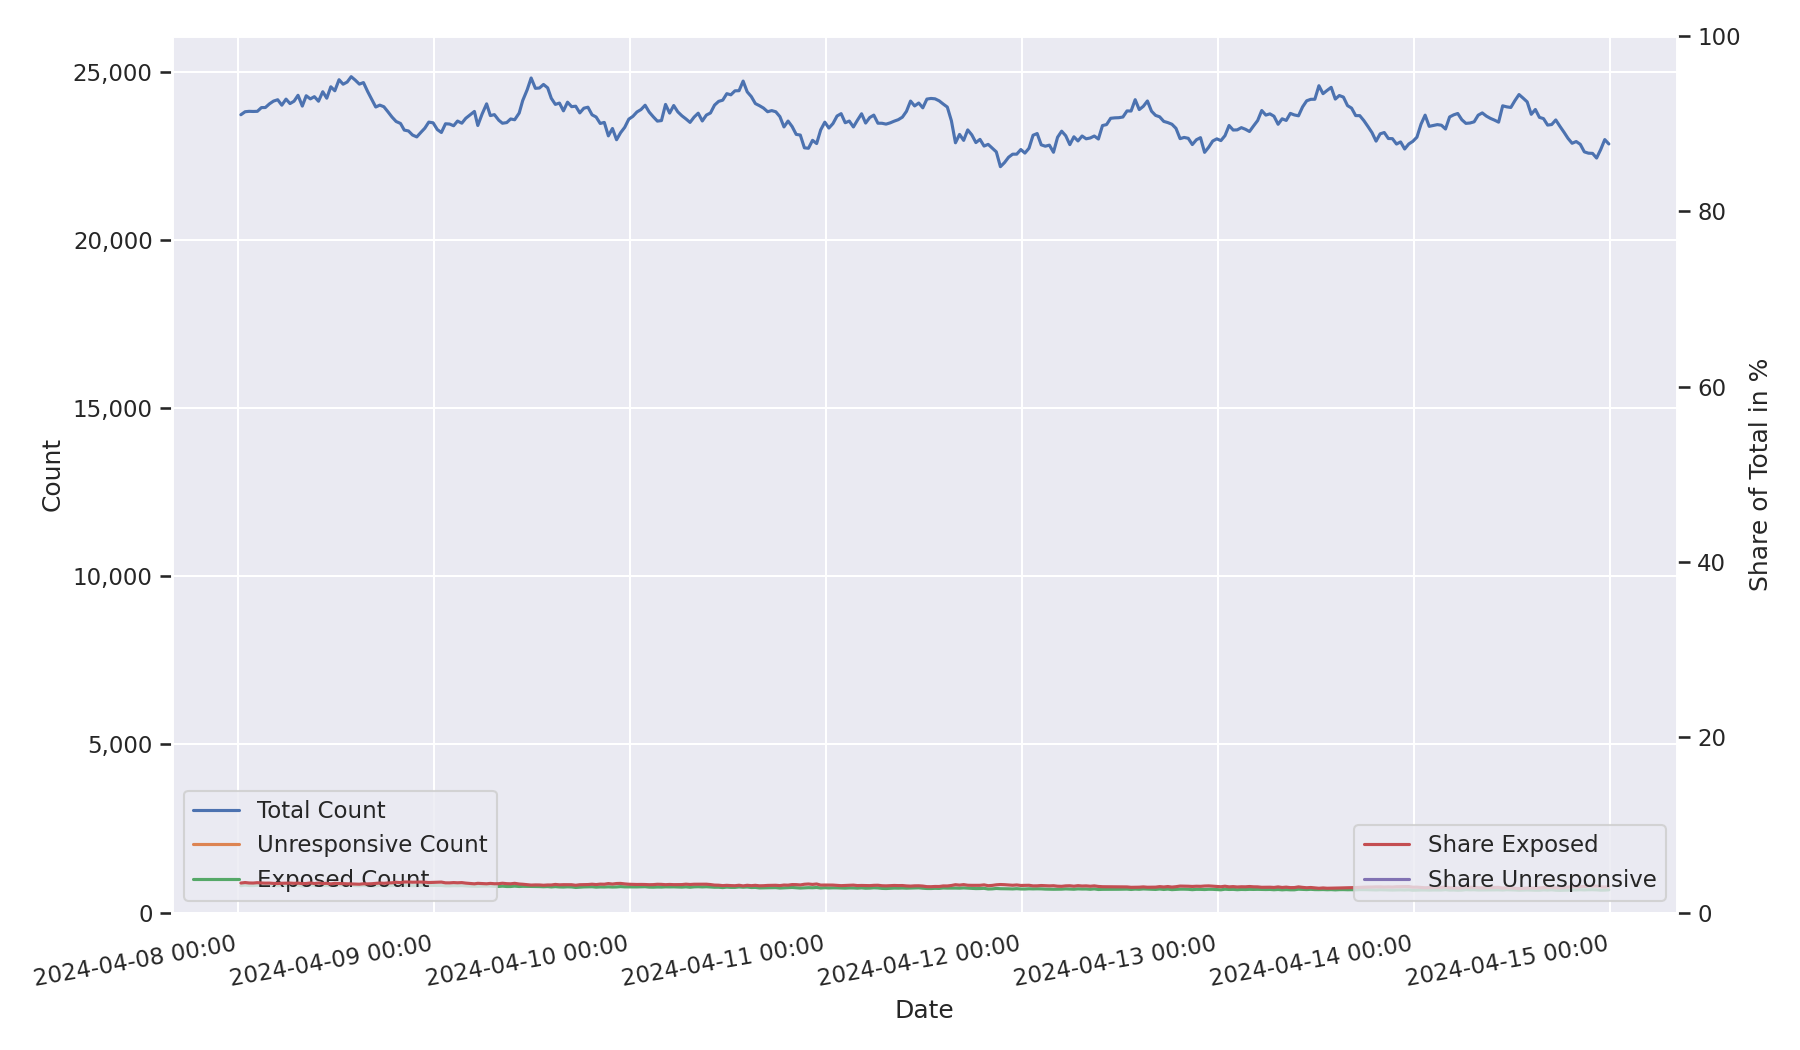 25,000
20,000
15,000
10,000
5,000
0
Count
100
80
60
40
20
0
Share of Total in %
Total Count
Unresponsive Count
Exposed Count
Share Exposed
Share Unresponsive
2024-04-08 00:00
2024-04-09 00:00
2024-04-10 00:00
2024-04-11 00:00
2024-04-12 00:00
2024-04-13 00:00
2024-04-14 00:00
2024-04-15 00:00
Date